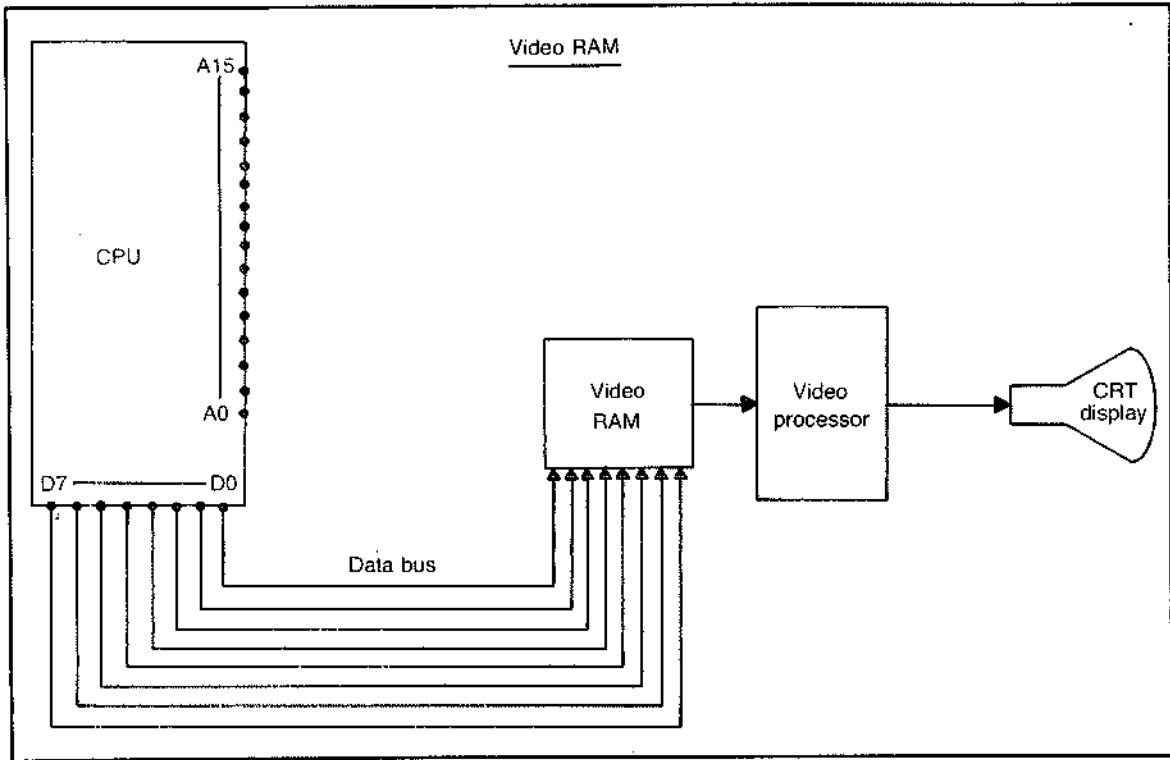 Video RAM
A15
CPU
A0
D7
D0
Data bus
Video
RAM
Video
processor
CRT
display